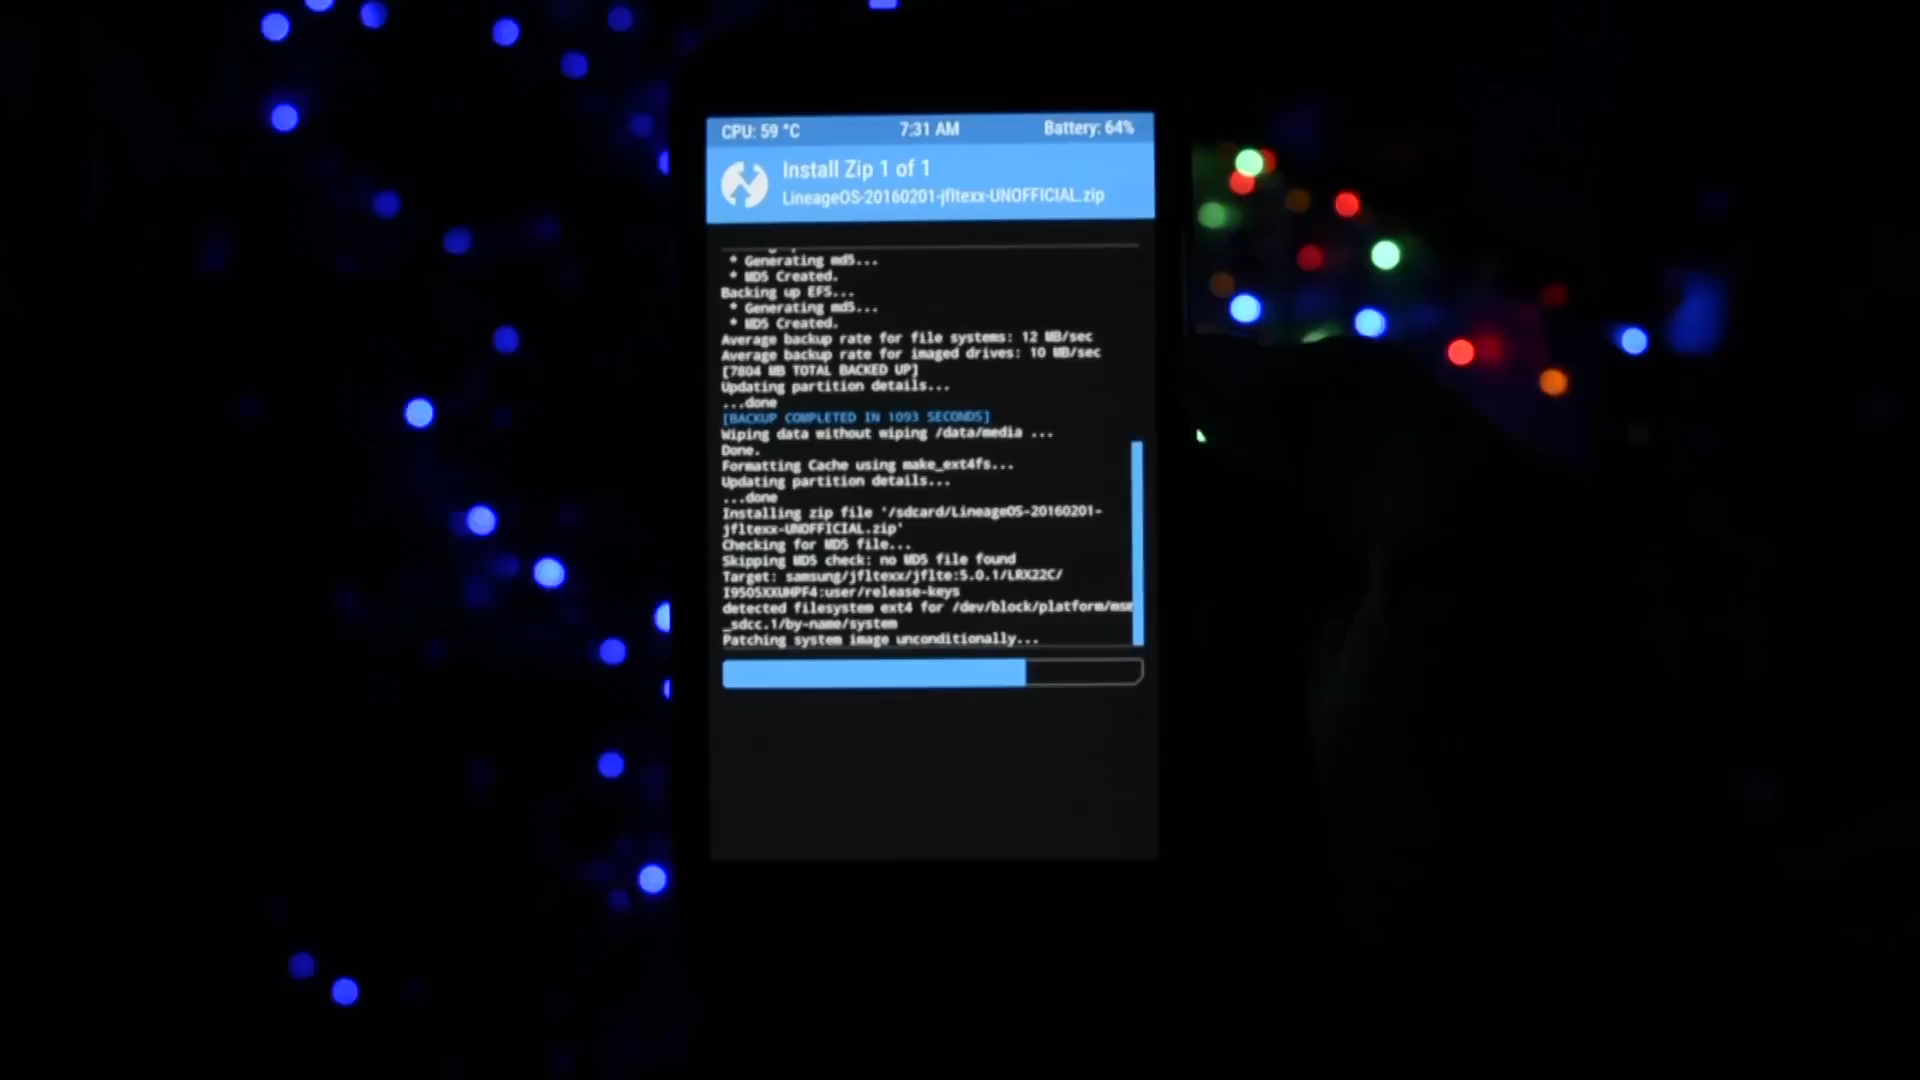 CPU: 59 °C 7:31 AM Battery: 64%
Install Zip 1 of 1
LineageOS-20160201-jfltexx-UNOFFICIAL.zip
* Generating md5...
* MD5 Created.
Backing up EFS...
* Generating md5...
* MD5 Created.
Average backup rate for file systems: 12 MB/sec
Average backup rate for imaged drives: 10 MB/sec
[7804 MB TOTAL BACKED UP]
Updating partition details...
...done
[BACKUP COMPLETED IN 1093 SECONDS]
Wiping data without wiping /data/media ...
Done.
Formatting Cache using make_ext4fs...
Updating partition details...
...done
Installing zip file '/sdcard/LineageOS-20160201-
jfltexx-UNOFFICIAL.zip'
Checking for MD5 file...
Skipping MD5 check: no MD5 file found
Target: samsung/jfltexx/jflte:5.0.1/LRX22C/
I9505XXUHPF4:user/release-keys
detected filesystem ext4 for /dev/block/platform/msm
_sdcc.1/by-name/system
Patching system image unconditionally...